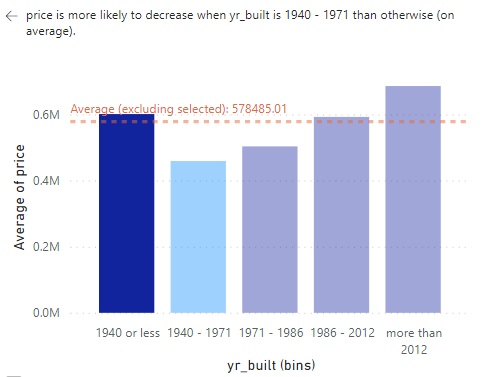 ← price is more likely to decrease when yr_built is 1940 - 1971 than otherwise (on
average).
Average (excluding selected): 578485.01
0.6M
0.4M
0.2M
0.0M
Average of price
1940 or less 1940 - 1971 1971 - 1986 1986 - 2012 more than
2012
yr_built (bins)